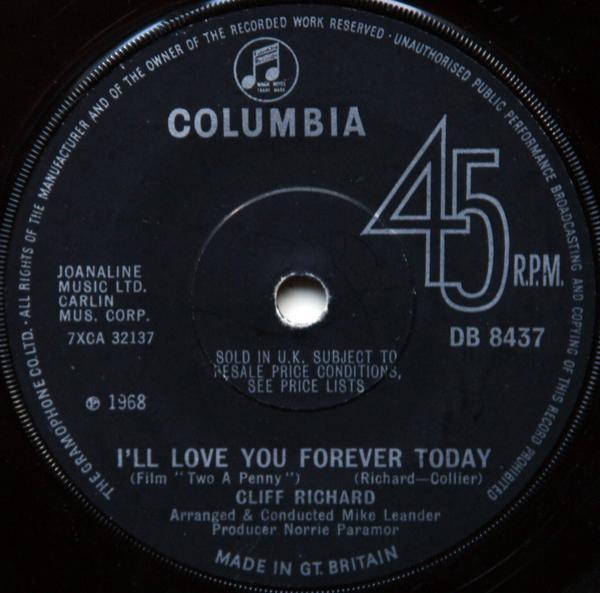 THE GRAMOPHONE CO LTD. · ALL RIGHTS OF THE MANUFACTURER AND OF THE OWNER OF THE RECORDED WORK RESERVED · UNAUTHORISED PUBLIC PERFORMANCE BROADCASTING AND COPYING OF THIS RECORD PROHIBITED
TRADE MARK
COLUMBIA
45 R.P.M.
JOANALINE
MUSIC LTD.
CARLIN
MUS. CORP.
7XCA 32137
DB 8437
SOLD IN U.K. SUBJECT TO
RESALE PRICE CONDITIONS,
SEE PRICE LISTS
℗ 1968
I'LL LOVE YOU FOREVER TODAY
(Film "Two A Penny") (Richard—Collier)
CLIFF RICHARD
Arranged & Conducted Mike Leander
Producer Norrie Paramor
MADE IN GT. BRITAIN